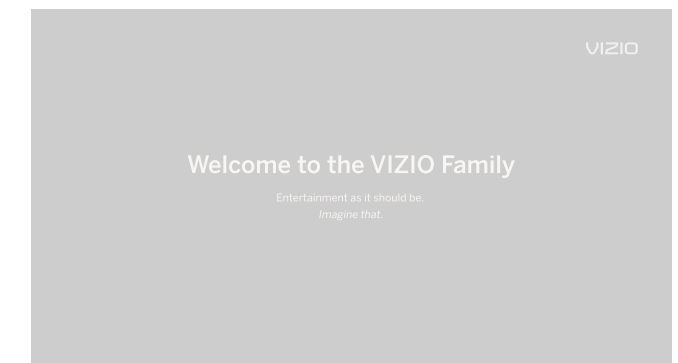 VIZIO
Welcome to the VIZIO Family
Entertainment as it should be.
Imagine that.